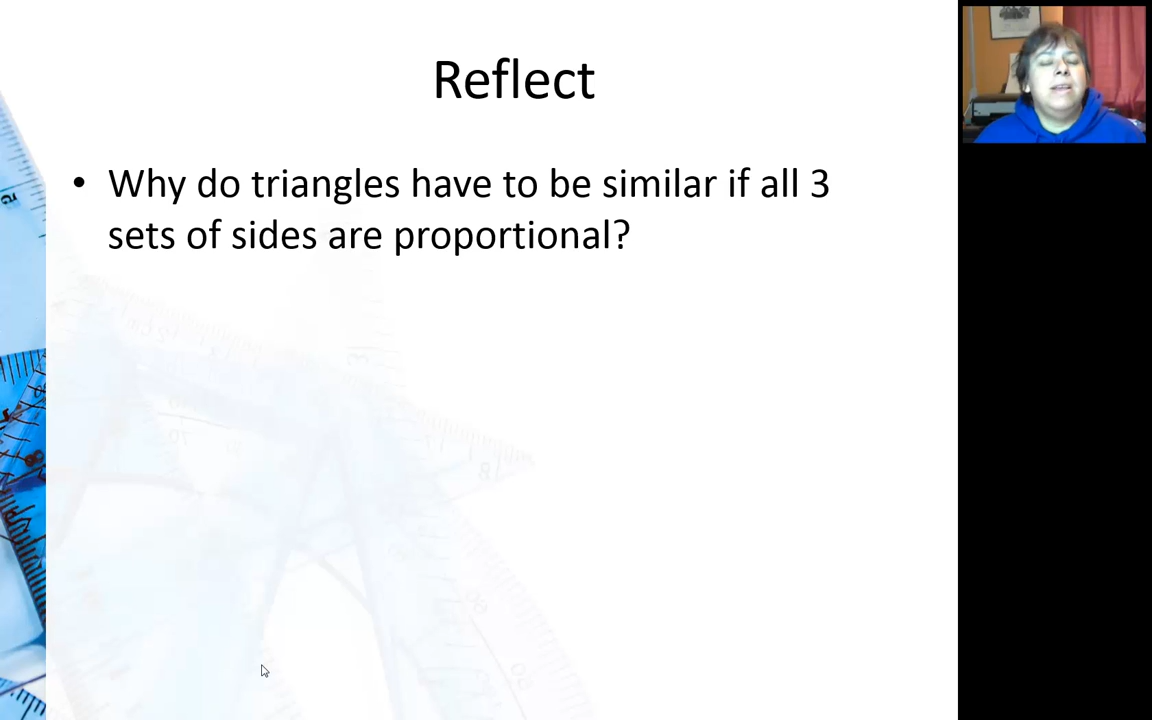 Reflect
• Why do triangles have to be similar if all 3
sets of sides are proportional?